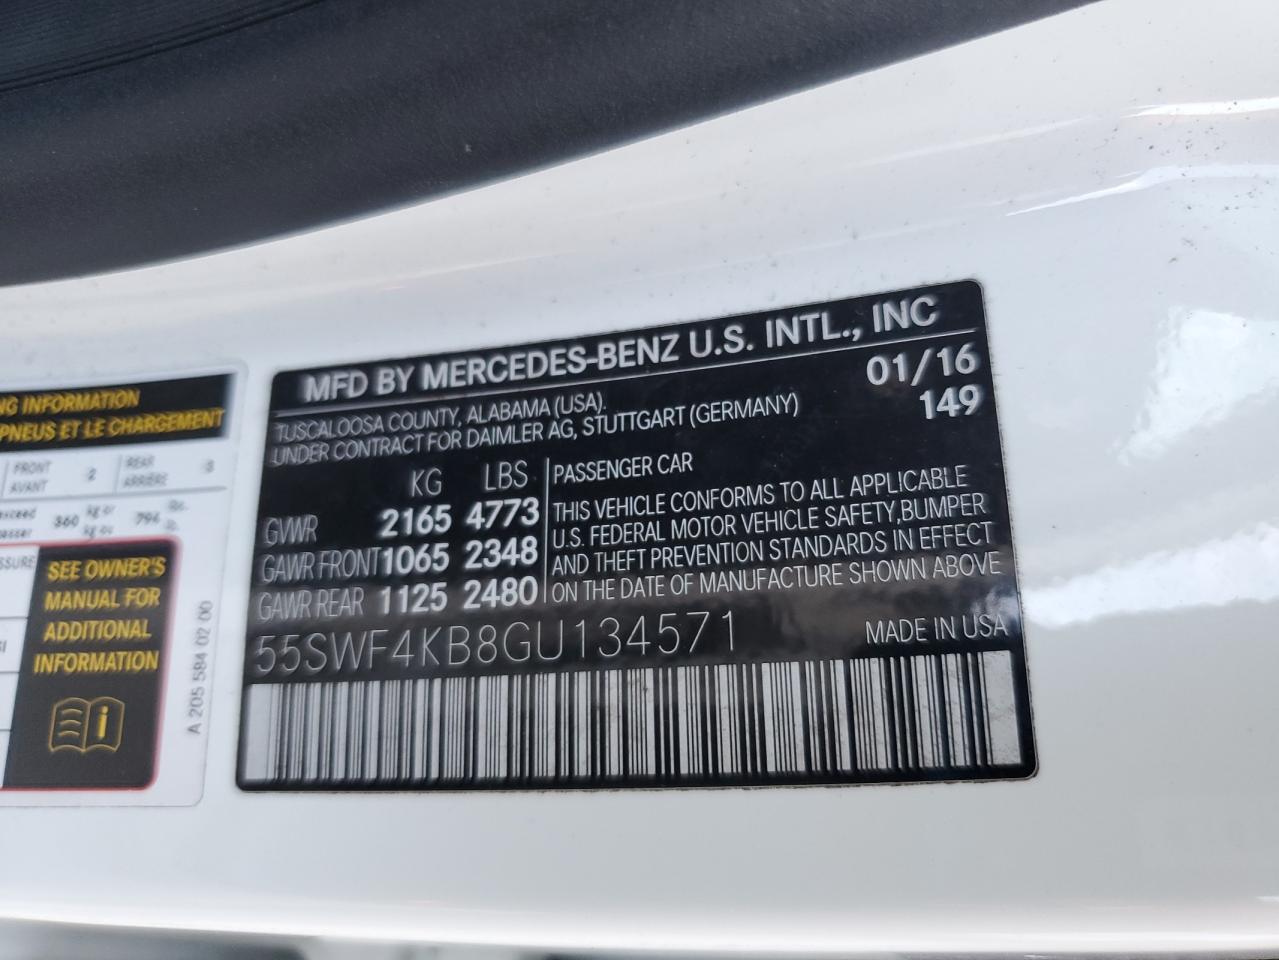 NG INFORMATION
PNEUS ET LE CHARGEMENT
FRONT 2 REAR 3
AVANT ARRIÈRE
360 kg or 794 lb.
SEE OWNER'S
MANUAL FOR
ADDITIONAL
INFORMATION
A 205 584 02 00
MFD BY MERCEDES-BENZ U.S. INTL., INC
TUSCALOOSA COUNTY, ALABAMA (USA). 01/16
UNDER CONTRACT FOR DAIMLER AG, STUTTGART (GERMANY) 149
KG LBS
GVWR 2165 4773
GAWR FRONT 1065 2348
GAWR REAR 1125 2480
PASSENGER CAR
THIS VEHICLE CONFORMS TO ALL APPLICABLE
U.S. FEDERAL MOTOR VEHICLE SAFETY, BUMPER
AND THEFT PREVENTION STANDARDS IN EFFECT
ON THE DATE OF MANUFACTURE SHOWN ABOVE
55SWF4KB8GU134571 MADE IN USA